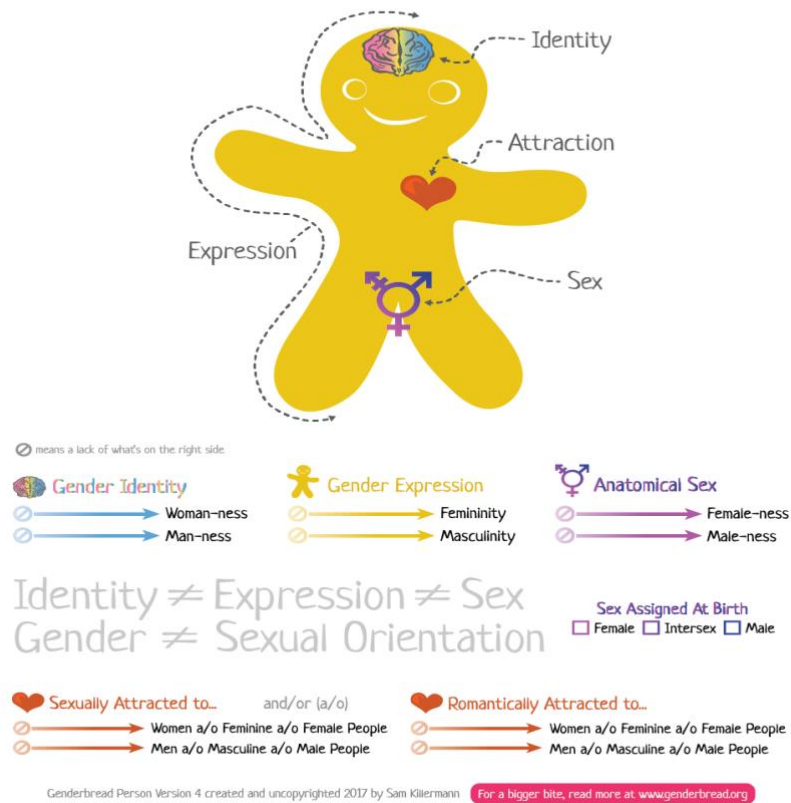 Identity
Attraction
Expression
Sex
means a lack of what's on the right side
Gender Identity
Woman-ness
Man-ness
Gender Expression
Femininity
Masculinity
Anatomical Sex
Female-ness
Male-ness
Identity ≠ Expression ≠ Sex
Gender ≠ Sexual Orientation
Sex Assigned At Birth
Female Intersex Male
Sexually Attracted to... and/or (a/o)
Women a/o Feminine a/o Female People
Men a/o Masculine a/o Male People
Romantically Attracted to...
Women a/o Feminine a/o Female People
Men a/o Masculine a/o Male People
Genderbread Person Version 4 created and uncopyrighted 2017 by Sam Killermann
For a bigger bite, read more at www.genderbread.org